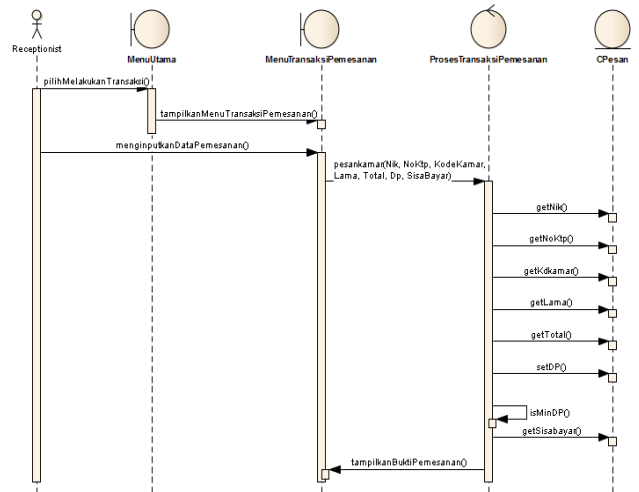 Receptionist
MenuUtama
MenuTransaksiPemesanan
ProsesTransaksiPemesanan
CPesan
pilihMelakukanTransaksi()
tampilkanMenuTransaksiPemesanan()
menginputkanDataPemesanan()
pesankamar(Nik, NoKtp, KodeKamar,
Lama, Total, Dp, SisaBayar)
getNik()
getNoKtp()
getKdkamar()
getLama()
getTotal()
setDP()
isMinDP()
getSisabayar()
tampilkanBuktiPemesanan()